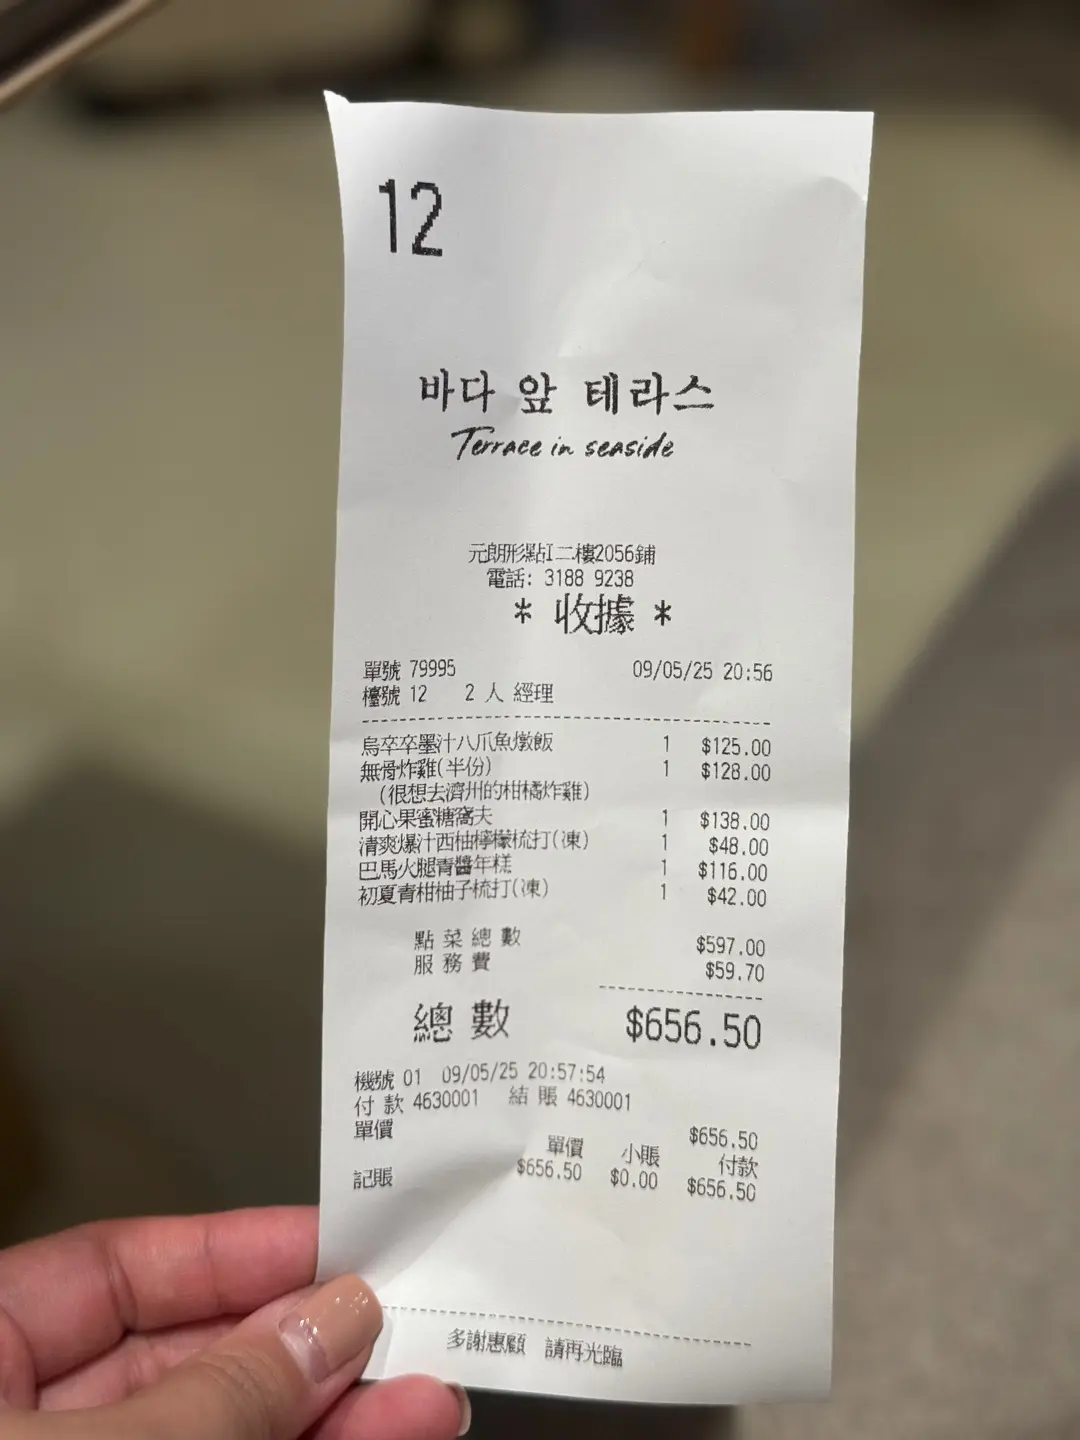 12
바다 앞 테라스
Terrace in seaside
元朗形點I二樓2056鋪
電話: 3188 9238
* 收據 *
單號 79995 09/05/25 20:56
檯號 12 2 人 經理
烏卒卒墨汁八爪魚燉飯 1 $125.00
無骨炸雞(半份) 1 $128.00
(很想去濟州的柑橘炸雞)
開心果蜜糖窩夫 1 $138.00
清爽爆汁西柚檸檬梳打(凍) 1 $48.00
巴馬火腿青醬年糕 1 $116.00
初夏青柑柚子梳打(凍) 1 $42.00
點菜總數 $597.00
服務費 $59.70
總數 $656.50
機號 01 09/05/25 20:57:54
付款 4630001 結賬 4630001
單價 $656.50
單價 小賬 付款
記賬 $656.50 $0.00 $656.50
多謝惠顧 請再光臨